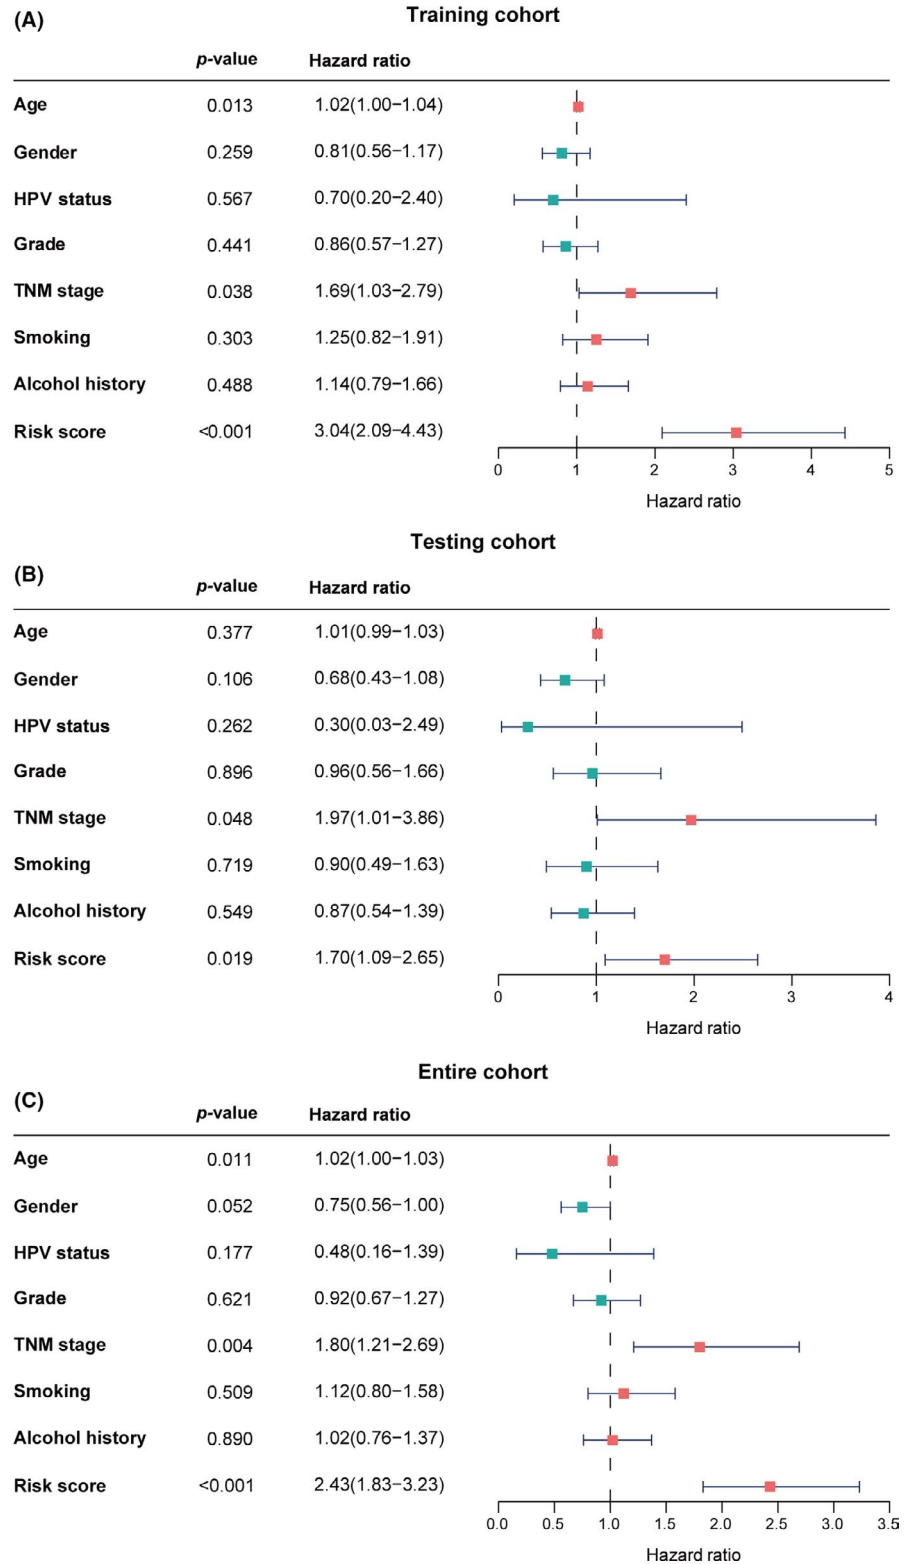 (A)
Training cohort
p-value Hazard ratio
Age 0.013 1.02(1.00−1.04)
Gender 0.259 0.81(0.56−1.17)
HPV status 0.567 0.70(0.20−2.40)
Grade 0.441 0.86(0.57−1.27)
TNM stage 0.038 1.69(1.03−2.79)
Smoking 0.303 1.25(0.82−1.91)
Alcohol history 0.488 1.14(0.79−1.66)
Risk score <0.001 3.04(2.09−4.43)
0 1 2 3 4 5
Hazard ratio
Testing cohort
(B)
p-value Hazard ratio
Age 0.377 1.01(0.99−1.03)
Gender 0.106 0.68(0.43−1.08)
HPV status 0.262 0.30(0.03−2.49)
Grade 0.896 0.96(0.56−1.66)
TNM stage 0.048 1.97(1.01−3.86)
Smoking 0.719 0.90(0.49−1.63)
Alcohol history 0.549 0.87(0.54−1.39)
Risk score 0.019 1.70(1.09−2.65)
0 1 2 3 4
Hazard ratio
Entire cohort
(C)
p-value Hazard ratio
Age 0.011 1.02(1.00−1.03)
Gender 0.052 0.75(0.56−1.00)
HPV status 0.177 0.48(0.16−1.39)
Grade 0.621 0.92(0.67−1.27)
TNM stage 0.004 1.80(1.21−2.69)
Smoking 0.509 1.12(0.80−1.58)
Alcohol history 0.890 1.02(0.76−1.37)
Risk score <0.001 2.43(1.83−3.23)
0.0 0.5 1.0 1.5 2.0 2.5 3.0 3.5
Hazard ratio